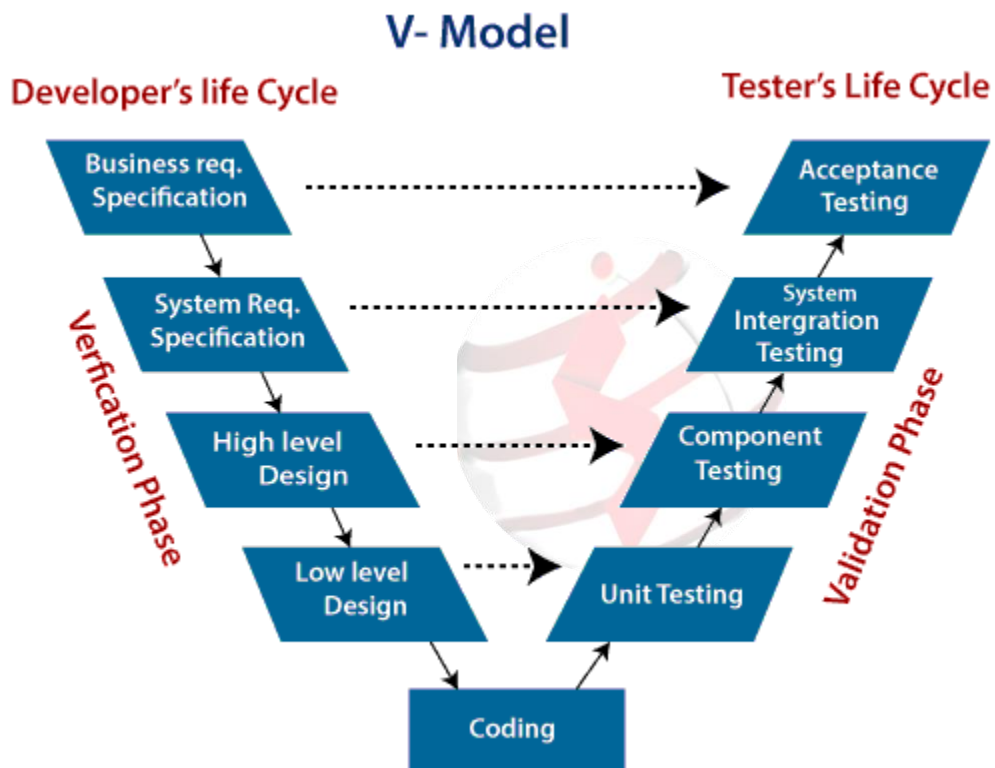 V- Model
Developer's life Cycle
Tester's Life Cycle
Business req.
Specification
Acceptance
Testing
System Req.
Specification
System
Intergration
Testing
Verfication Phase
High level
Design
Component
Testing
Validation Phase
Low level
Design
Unit Testing
Coding